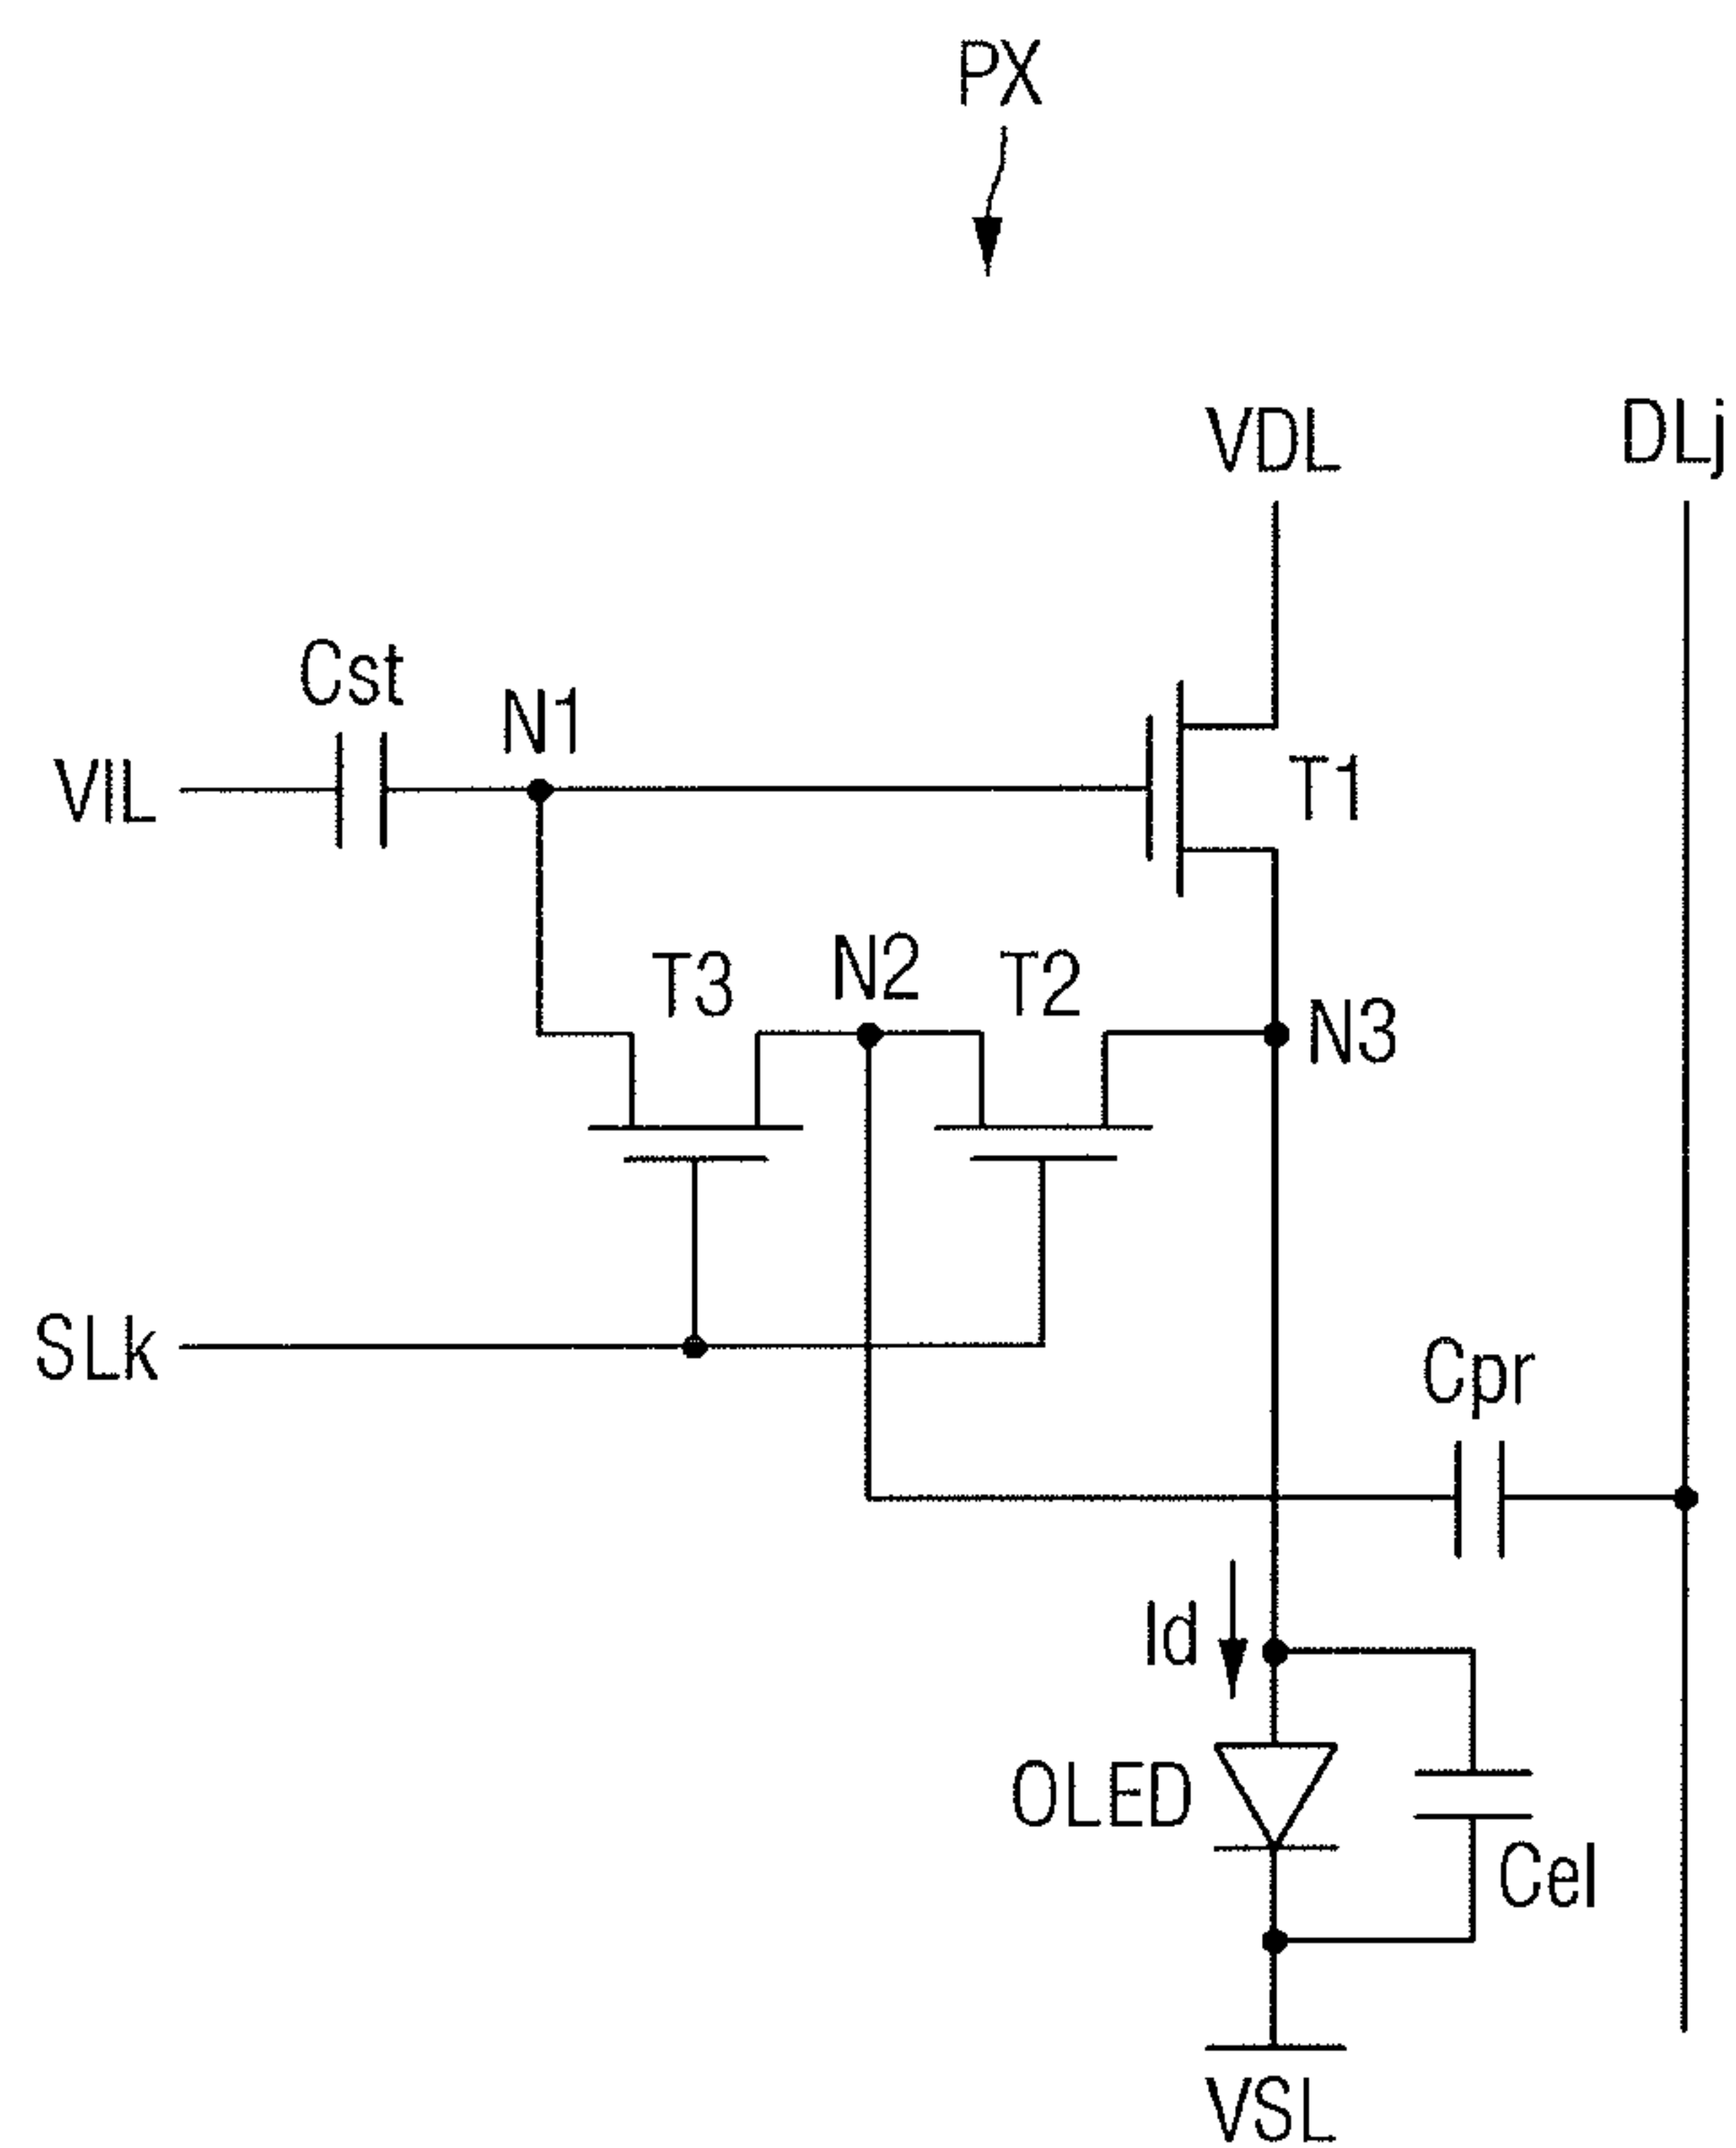 PX
VDL
DLj
Cst
N1
VIL
T1
T3
N2
T2
N3
SLk
Cpr
Id
OLED
Cel
VSL